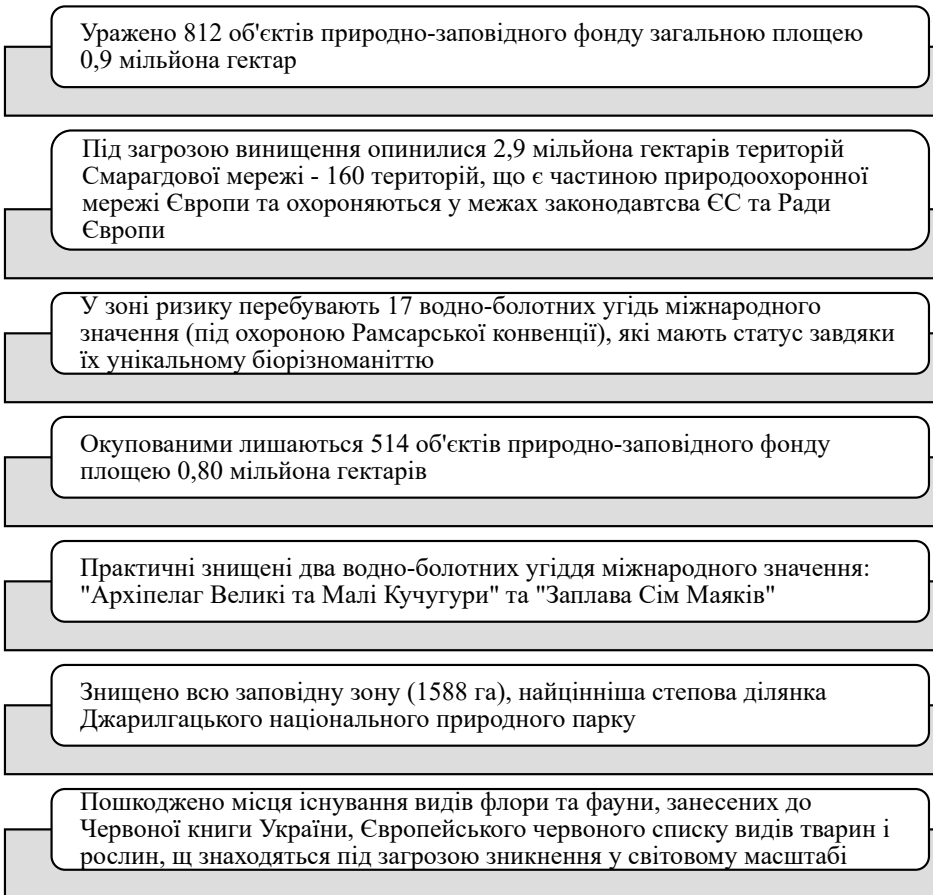 Уражено 812 об'єктів природно-заповідного фонду загальною площею
0,9 мільйона гектар
Під загрозою винищення опинилися 2,9 мільйона гектарів територій
Смарагдової мережі - 160 територій, що є частиною природоохоронної
мережі Європи та охороняються у межах законодавтсва ЄС та Ради
Європи
У зоні ризику перебувають 17 водно-болотних угідь міжнародного
значення (під охороною Рамсарської конвенції), які мають статус завдяки
їх унікальному біорізноманіттю
Окупованими лишаються 514 об'єктів природно-заповідного фонду
площею 0,80 мільйона гектарів
Практичні знищені два водно-болотних угіддя міжнародного значення:
"Архіпелаг Великі та Малі Кучугури" та "Заплава Сім Маяків"
Знищено всю заповідну зону (1588 га), найцінніша степова ділянка
Джарилгацького національного природного парку
Пошкоджено місця існування видів флори та фауни, занесених до
Червоної книги України, Європейського червоного списку видів тварин і
рослин, щ знаходяться під загрозою зникнення у світовому масштабі